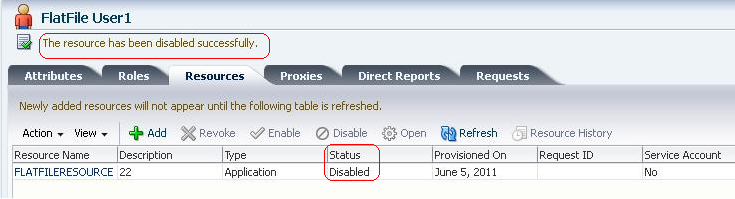 FlatFile User1
The resource has been disabled successfully.
Attributes Roles Resources Proxies Direct Reports Requests
Newly added resources will not appear until the following table is refreshed.
Action View Add Revoke Enable Disable Open Refresh Resource History
Resource Name Description Type Status Provisioned On Request ID Service Account
FLATFILERESOURCE 22 Application Disabled June 5, 2011 No